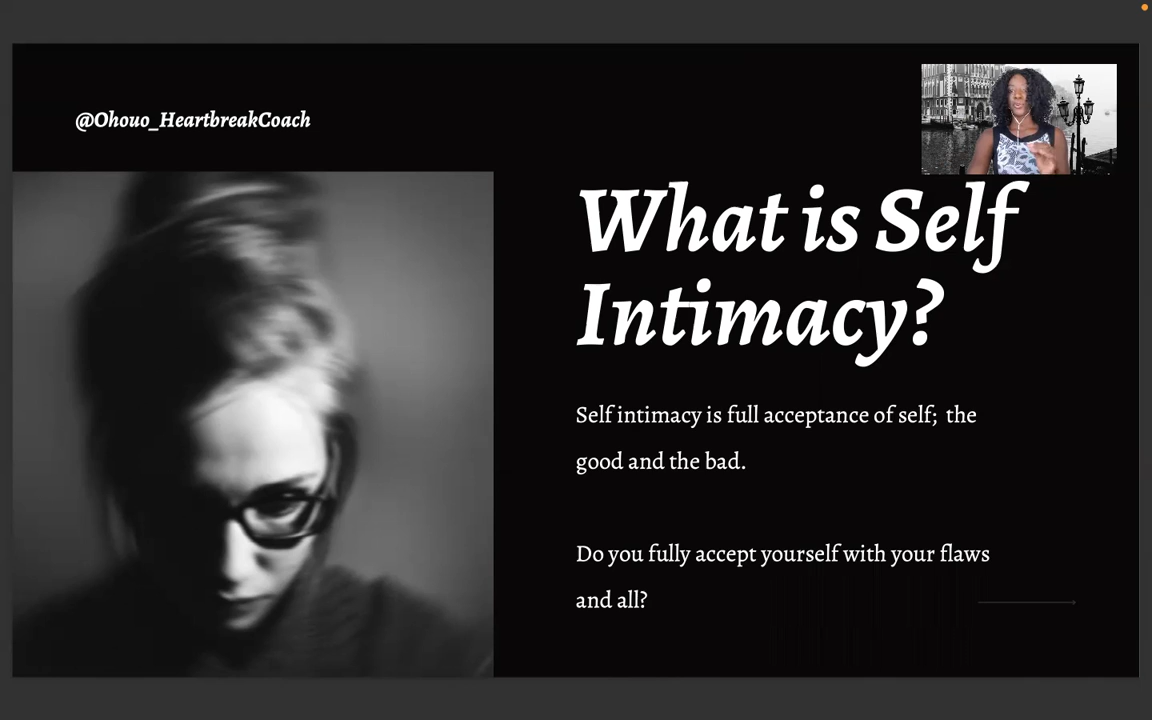 @Ohouo_HeartbreakCoach
What is Self
Intimacy?
Self intimacy is full acceptance of self;  the
good and the bad.
Do you fully accept yourself with your flaws
and all?